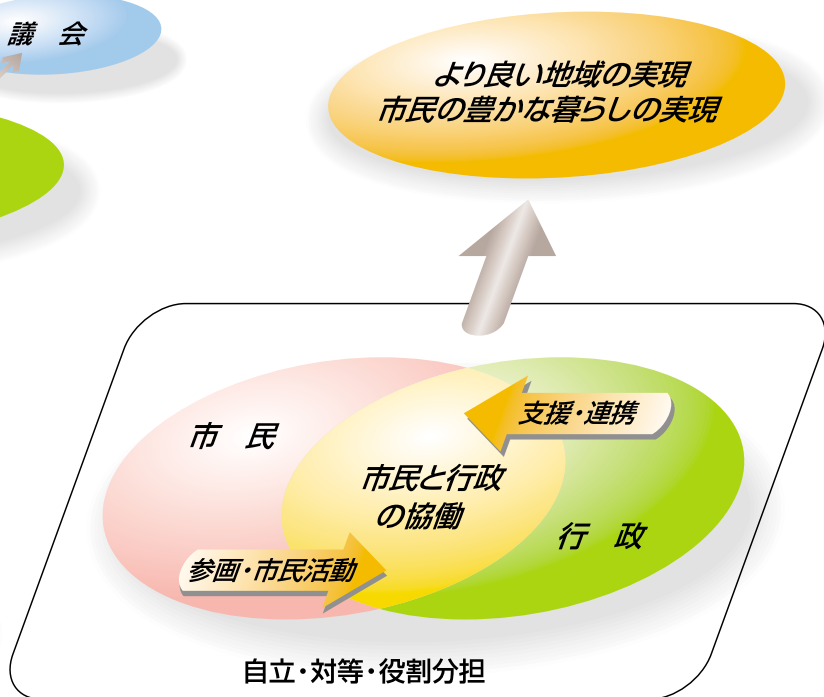 議 会
より良い地域の実現
市民の豊かな暮らしの実現
支援・連携
市 民
市民と行政
の協働
行 政
参画・市民活動
自立・対等・役割分担